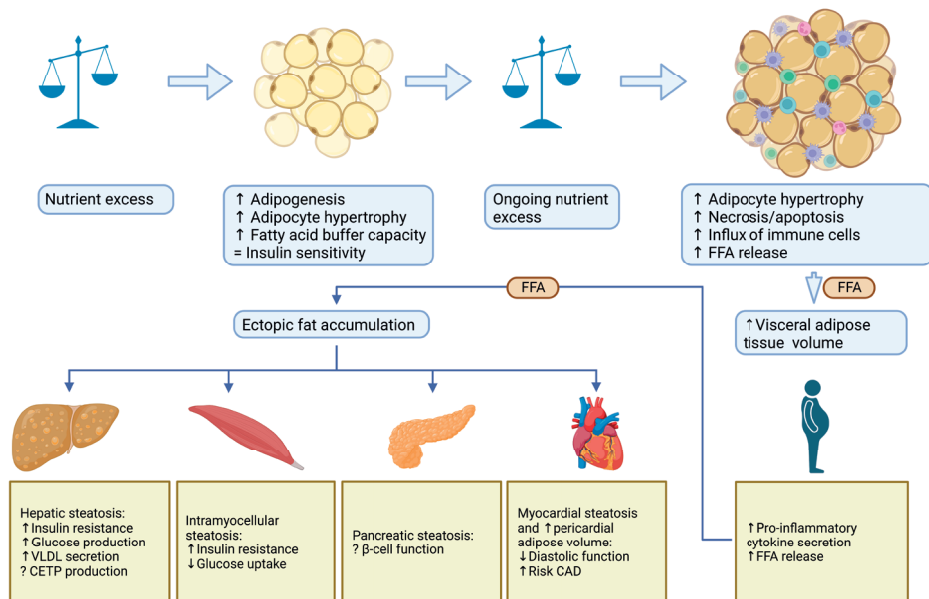 Nutrient excess
↑ Adipogenesis
↑ Adipocyte hypertrophy
↑ Fatty acid buffer capacity
= Insulin sensitivity
Ongoing nutrient
excess
↑ Adipocyte hypertrophy
↑ Necrosis/apoptosis
↑ Influx of immune cells
↑ FFA release
FFA
FFA
Ectopic fat accumulation
↑Visceral adipose
tissue volume
Hepatic steatosis:
↑Insulin resistance
↑Glucose production
↑VLDL secretion
? CETP production
Intramyocellular
steatosis:
↑Insulin resistance
↓Glucose uptake
Pancreatic steatosis:
? β-cell function
Myocardial steatosis
and ↑pericardial
adipose volume:
↓Diastolic function
↑Risk CAD
↑Pro-inflammatory
cytokine secretion
↑FFA release